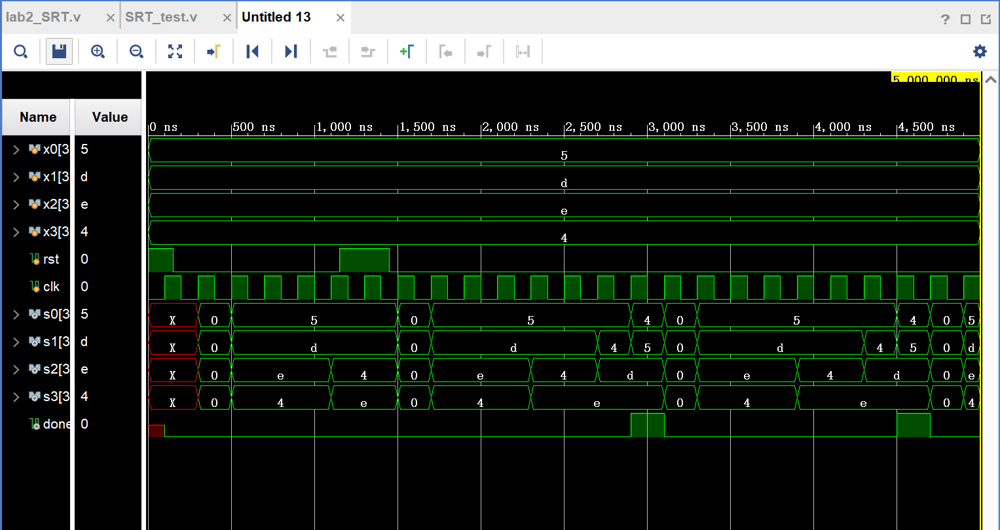 lab2_SRT.v × SRT_test.v × Untitled 13 ×
?
5,000.000 ns
Name Value
0 ns 500 ns 1,000 ns 1,500 ns 2,000 ns 2,500 ns 3,000 ns 3,500 ns 4,000 ns 4,500 ns
x0[3 5 5
x1[3 d d
x2[3 e e
x3[3 4 4
rst 0
clk 0
s0[3 5 X 0 5 0 5 4 0 5 4 0 5
s1[3 d X 0 d 0 d 4 5 0 d 4 5 0 d
s2[3 e X 0 e 4 0 e 4 d 0 e 4 d 0 e
s3[3 4 X 0 4 e 0 4 e 0 4 e 0 4
done 0